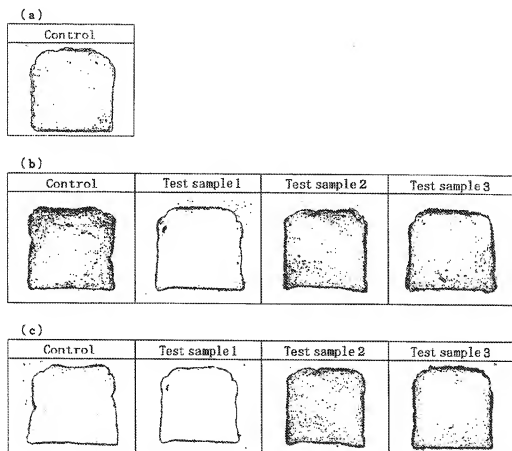 (a)
Control
(b)
Control Test sample 1 Test sample 2 Test sample 3
(c)
Control Test sample 1 Test sample 2 Test sample 3